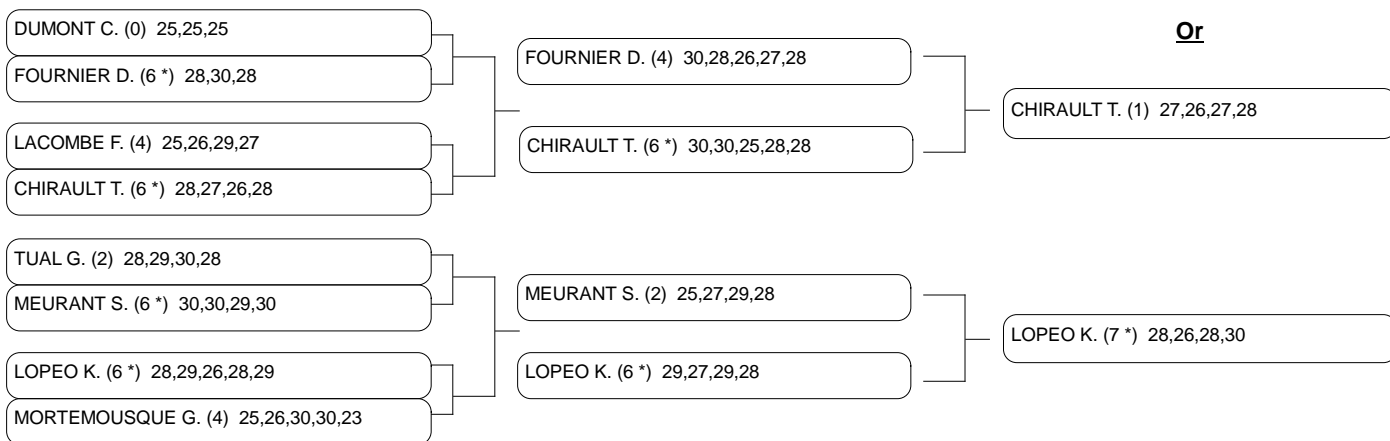 DUMONT C. (0) 25,25,25
FOURNIER D. (6 *) 28,30,28
LACOMBE F. (4) 25,26,29,27
CHIRAULT T. (6 *) 28,27,26,28
TUAL G. (2) 28,29,30,28
MEURANT S. (6 *) 30,30,29,30
LOPEO K. (6 *) 28,29,26,28,29
MORTEMOUSQUE G. (4) 25,26,30,30,23
FOURNIER D. (4) 30,28,26,27,28
CHIRAULT T. (6 *) 30,30,25,28,28
MEURANT S. (2) 25,27,29,28
LOPEO K. (6 *) 29,27,29,28
Or
CHIRAULT T. (1) 27,26,27,28
LOPEO K. (7 *) 28,26,28,30